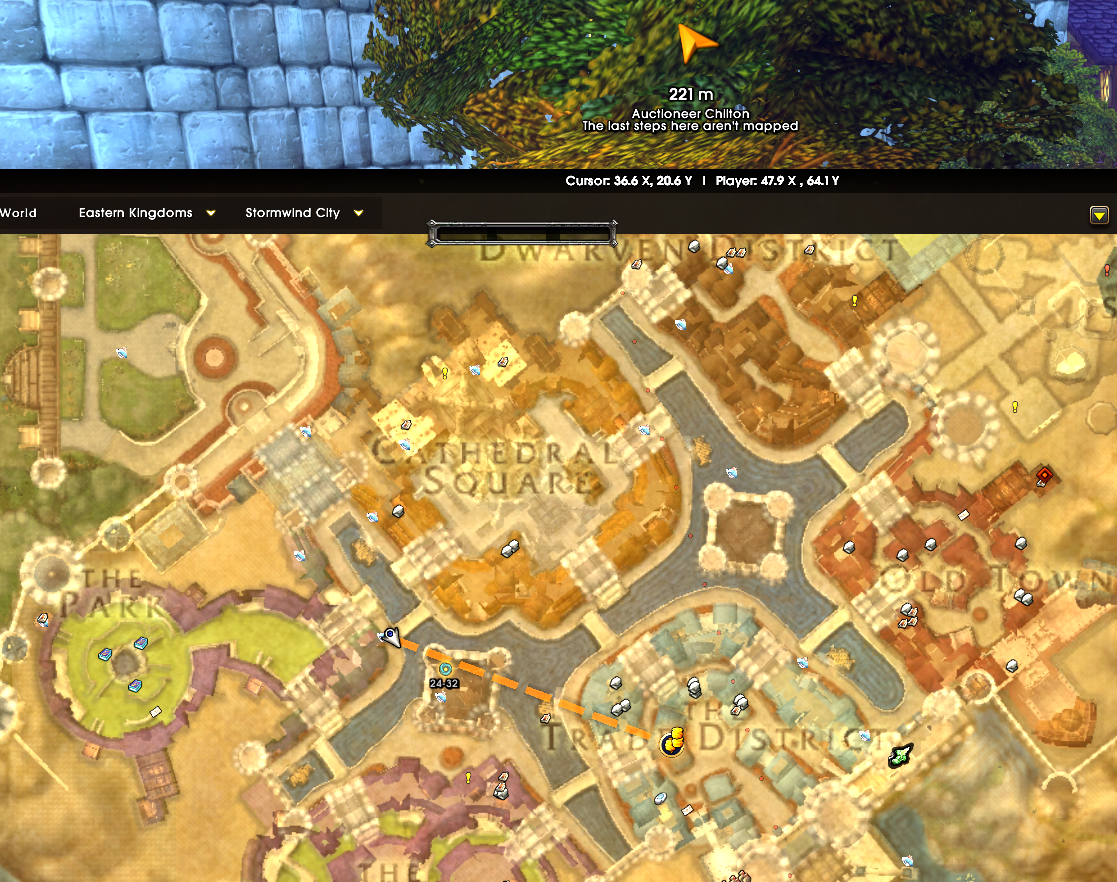 221 m
Auctioneer Chilton
The last steps here aren't mapped
Cursor: 36.6 X, 20.6 Y | Player: 47.9 X , 64.1 Y
World
Eastern Kingdoms
Stormwind City
DWARVEN DISTRICT
CATHEDRAL
SQUARE
THE
PARK
OLD TOWN
24-32
THE
TRADE DISTRICT
THE